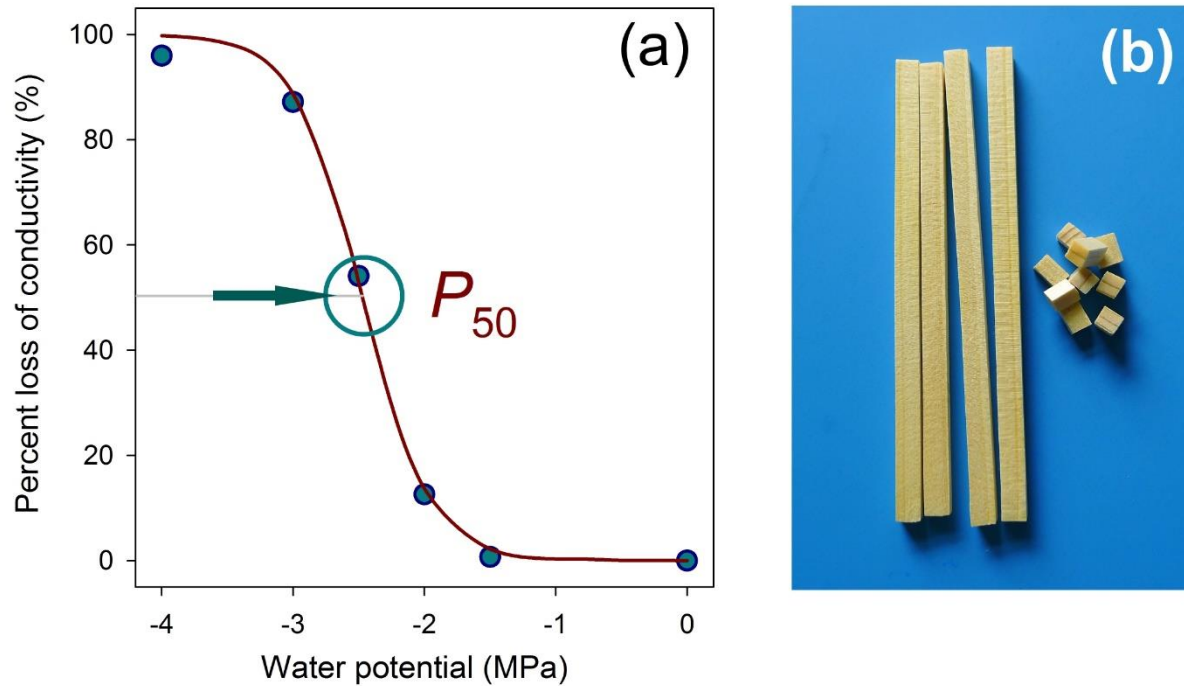 (a)
100
80
60
40
20
0
Percent loss of conductivity (%)
P50
-4
-3
-2
-1
0
Water potential (MPa)
(b)